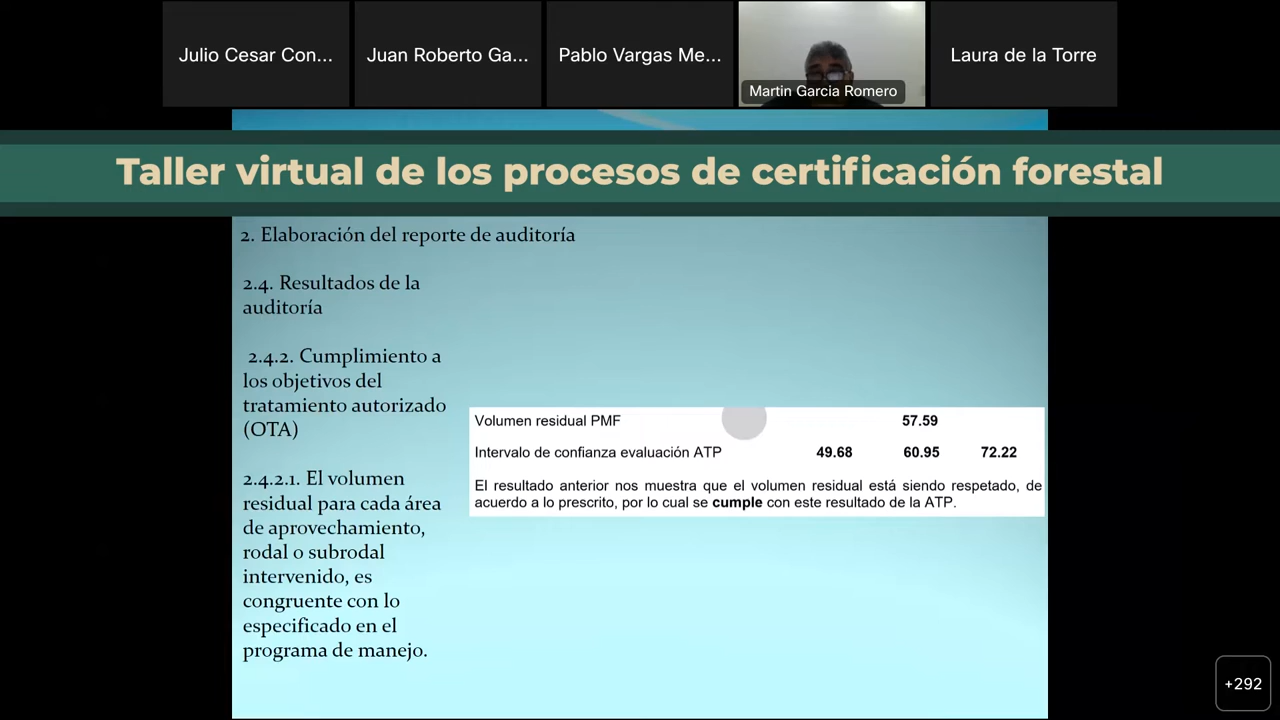 Julio Cesar Con...
Juan Roberto Ga...
Pablo Vargas Me...
Martin Garcia Romero
Laura de la Torre
Taller virtual de los procesos de certificación forestal
2. Elaboración del reporte de auditoría
2.4. Resultados de la
auditoría
2.4.2. Cumplimiento a
los objetivos del
tratamiento autorizado
(OTA)
2.4.2.1. El volumen
residual para cada área
de aprovechamiento,
rodal o subrodal
intervenido, es
congruente con lo
especificado en el
programa de manejo.
Volumen residual PMF 57.59
Intervalo de confianza evaluación ATP 49.68 60.95 72.22
El resultado anterior nos muestra que el volumen residual está siendo respetado, de
acuerdo a lo prescrito, por lo cual se cumple con este resultado de la ATP.
+292